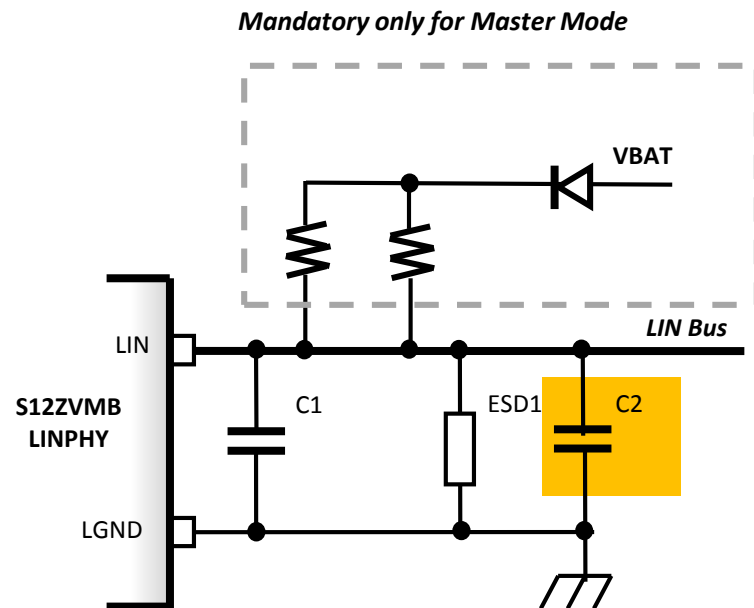 Mandatory only for Master Mode
VBAT
LIN Bus
LIN
C1
ESD1
C2
S12ZVMB
LINPHY
LGND